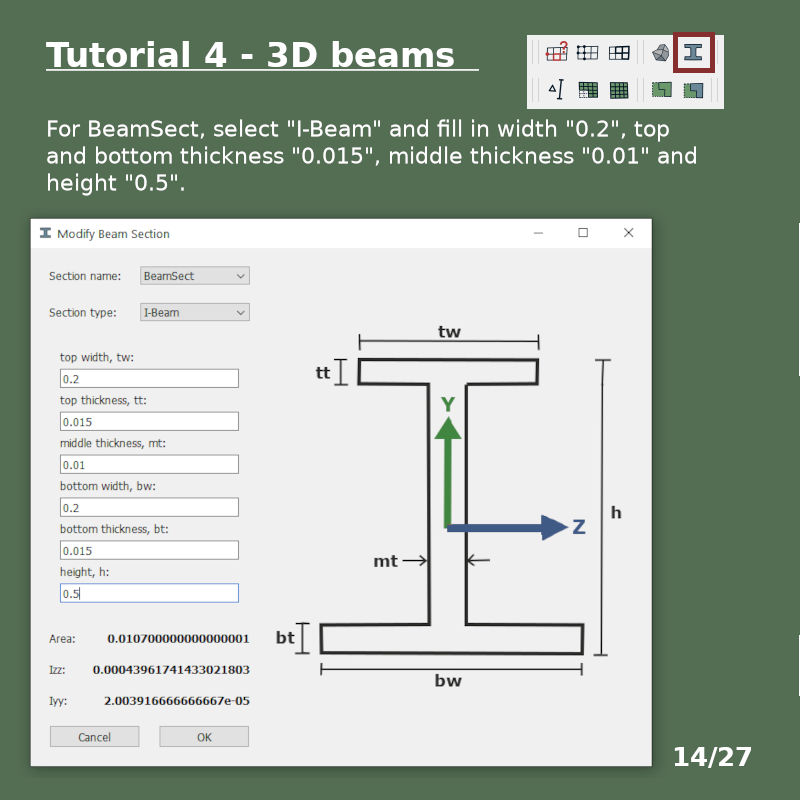 Tutorial 4 - 3D beams
?
For BeamSect, select "I-Beam" and fill in width "0.2", top
and bottom thickness "0.015", middle thickness "0.01" and
height "0.5".
Modify Beam Section
Section name: BeamSect
Section type: I-Beam
top width, tw:
0.2
top thickness, tt:
0.015
middle thickness, mt:
0.01
bottom width, bw:
0.2
bottom thickness, bt:
0.015
height, h:
0.5
Area: 0.010700000000000001
Izz: 0.00043961741433021803
Iyy: 2.003916666666667e-05
Cancel OK
tw
tt
Y
Z
h
mt
bt
bw
14/27